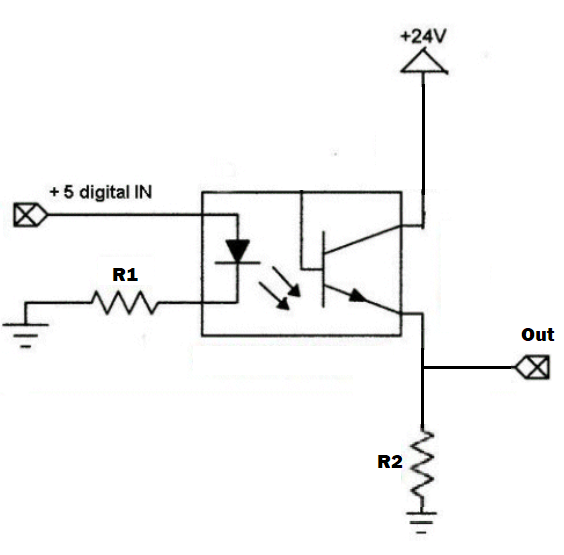 +24V
+ 5 digital IN
R1
Out
R2